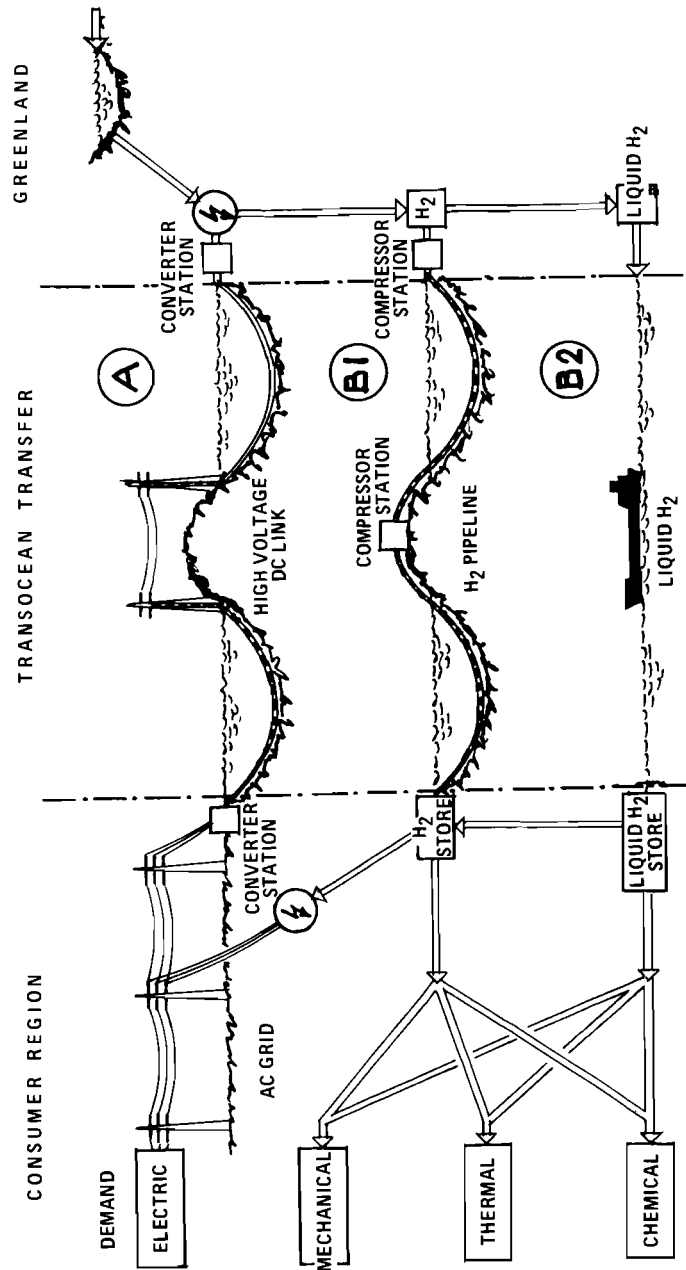 CONSUMER REGION
TRANSOCEAN TRANSFER
GREENLAND
DEMAND
ELECTRIC
AC GRID
CONVERTER
STATION
A
HIGH VOLTAGE
DC LINK
CONVERTER
STATION
MECHANICAL
H2
STORE
B1
COMPRESSOR
STATION
H2 PIPELINE
COMPRESSOR
STATION
H2
THERMAL
CHEMICAL
LIQUID H2
STORE
B2
LIQUID H2
LIQUID H2